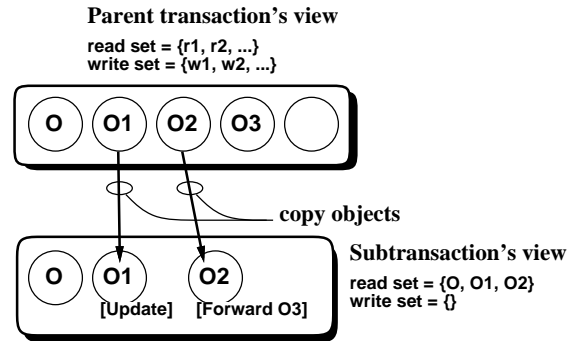 Parent transaction's view
read set = {r1, r2, ...}
write set = {w1, w2, ...}
O O1 O2 O3
copy objects
O O1 O2
[Update] [Forward O3]
Subtransaction's view
read set = {O, O1, O2}
write set = {}